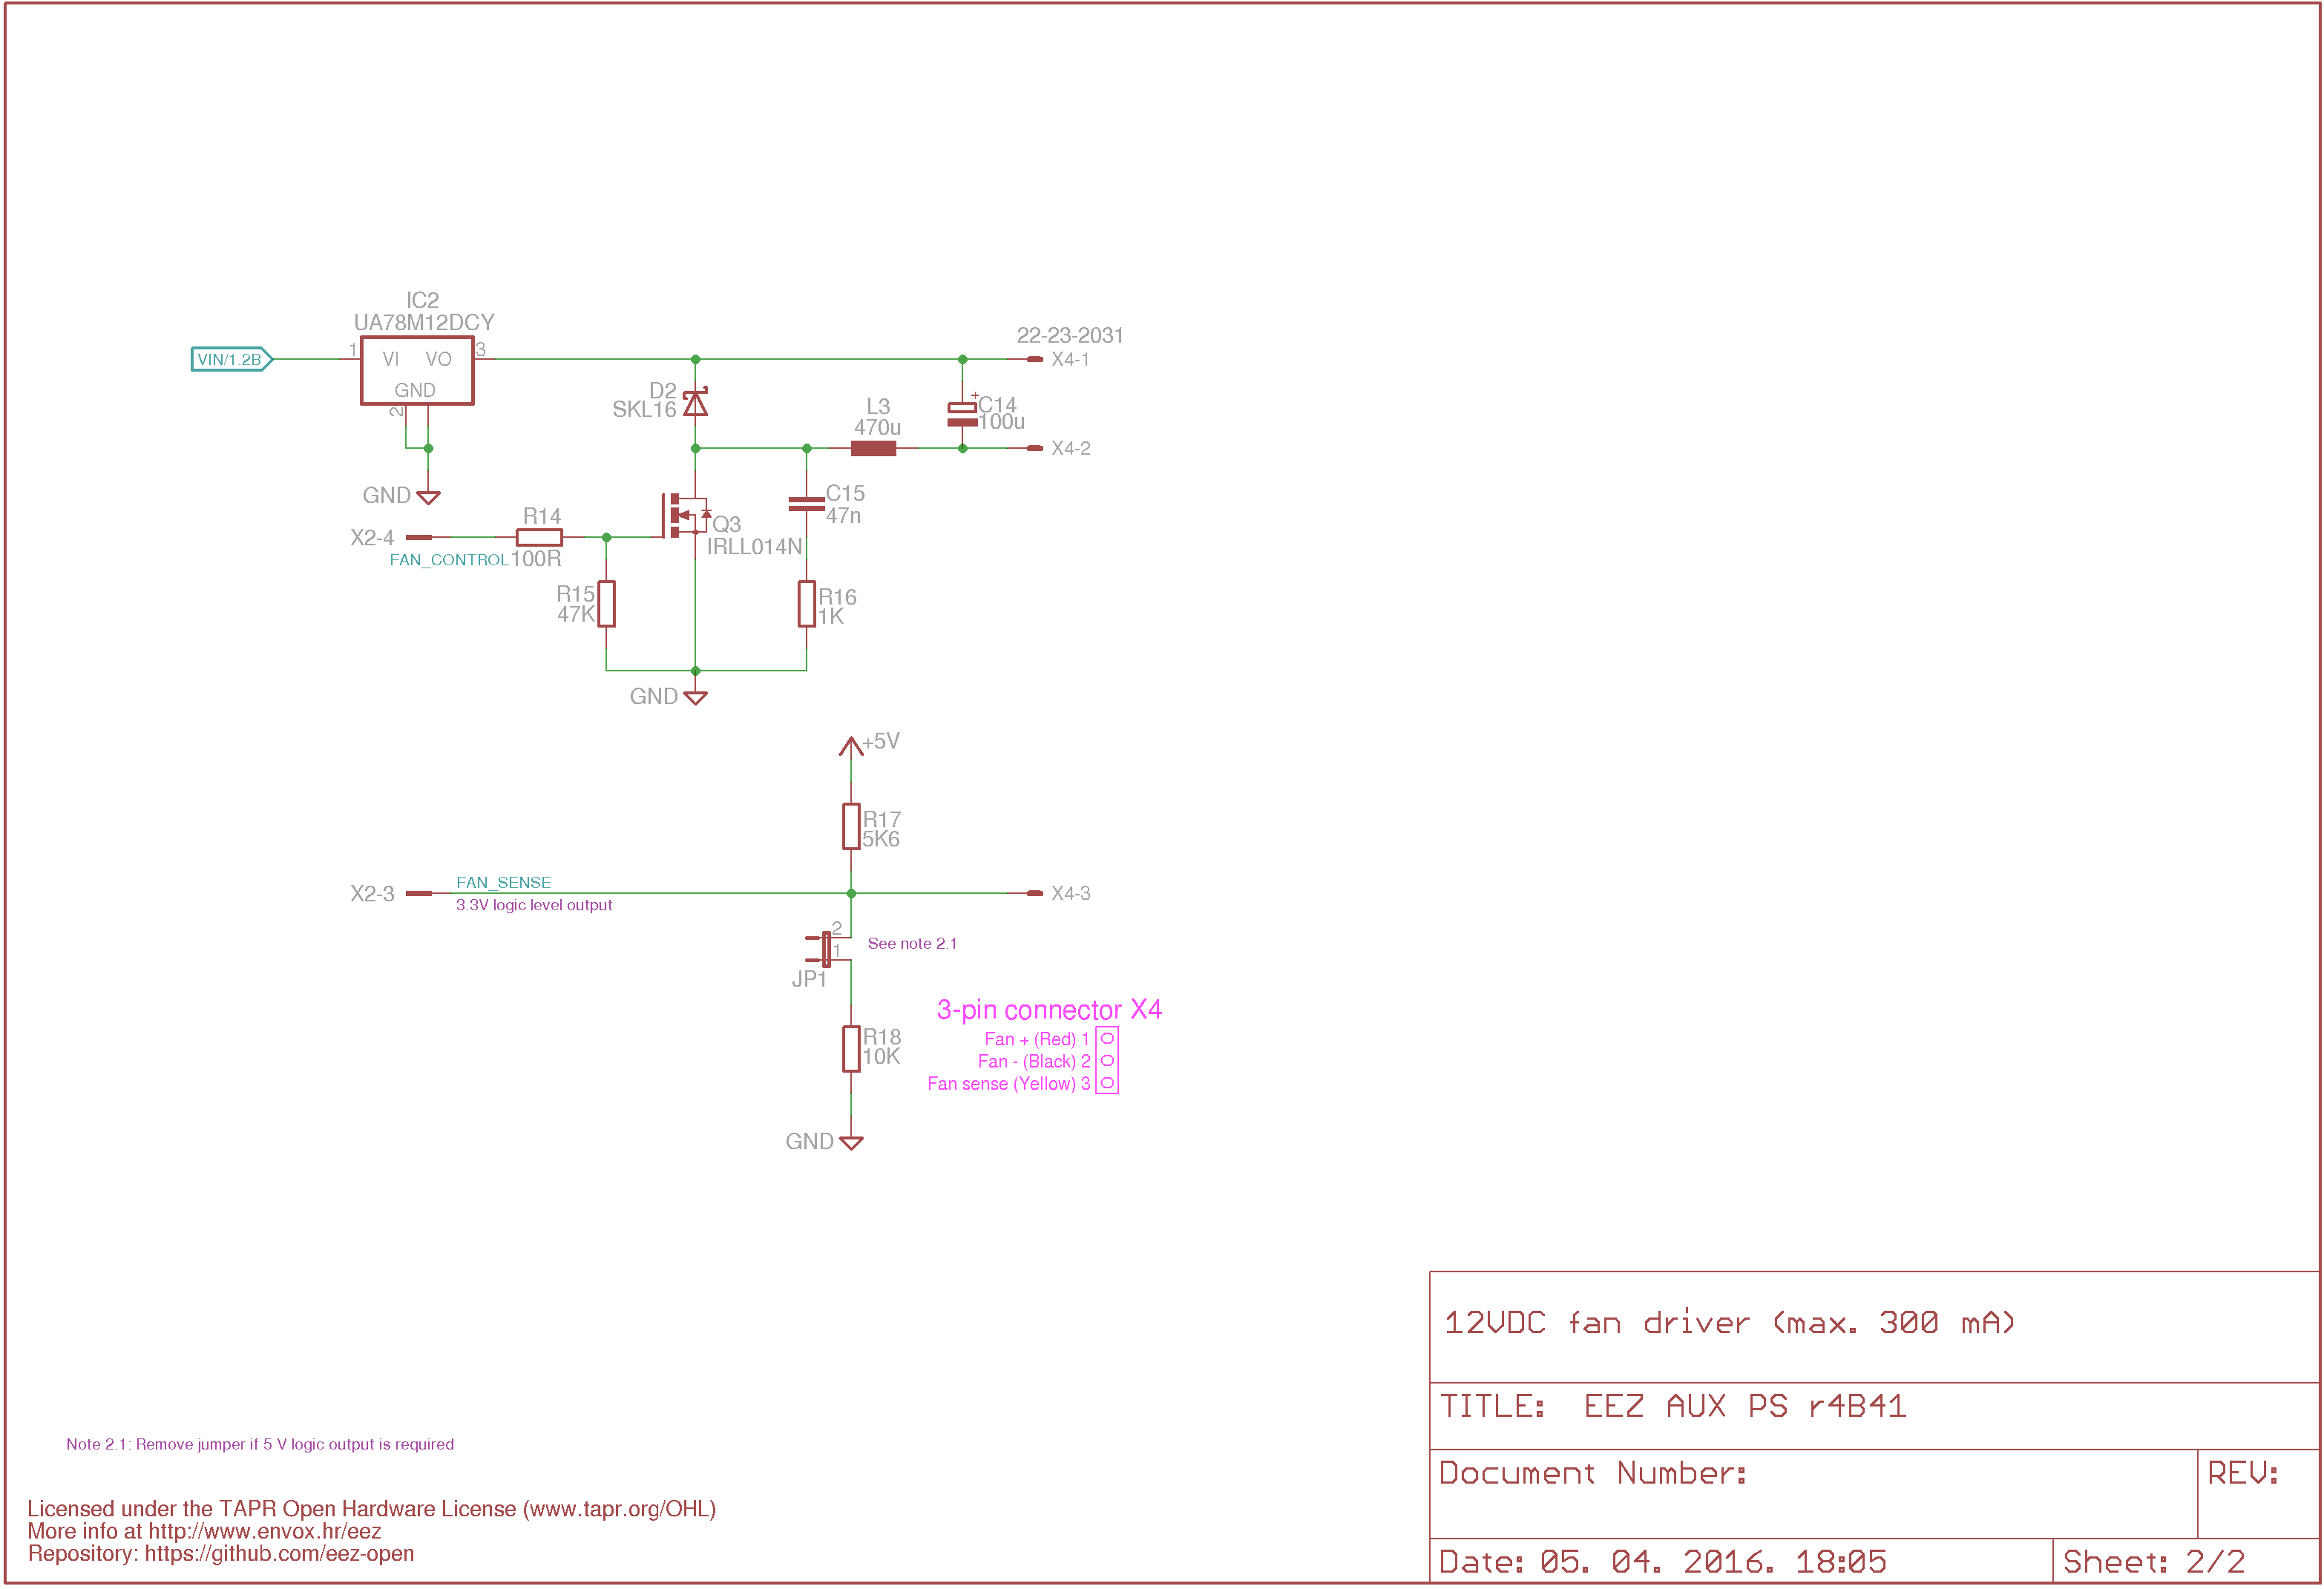 IC2
UA78M12DCY
VIN/1.2B
1
VI
VO
3
GND
2
GND
22-23-2031
X4-1
D2
SKL16
L3
470u
+
C14
100u
X4-2
C15
47n
Q3
IRLL014N
X2-4
R14
FAN_CONTROL
100R
R15
47K
R16
1K
GND
+5V
R17
5K6
X2-3
FAN_SENSE
3.3V logic level output
X4-3
2
1
See note 2.1
JP1
R18
10K
GND
3-pin connector X4
Fan + (Red) 1
Fan - (Black) 2
Fan sense (Yellow) 3
12VDC fan driver (max. 300 mA)
TITLE: EEZ AUX PS r4B41
Document Number:
REV:
Date: 05. 04. 2016. 18:05
Sheet: 2/2
Note 2.1: Remove jumper if 5 V logic output is required
Licensed under the TAPR Open Hardware License (www.tapr.org/OHL)
More info at http://www.envox.hr/eez
Repository: https://github.com/eez-open